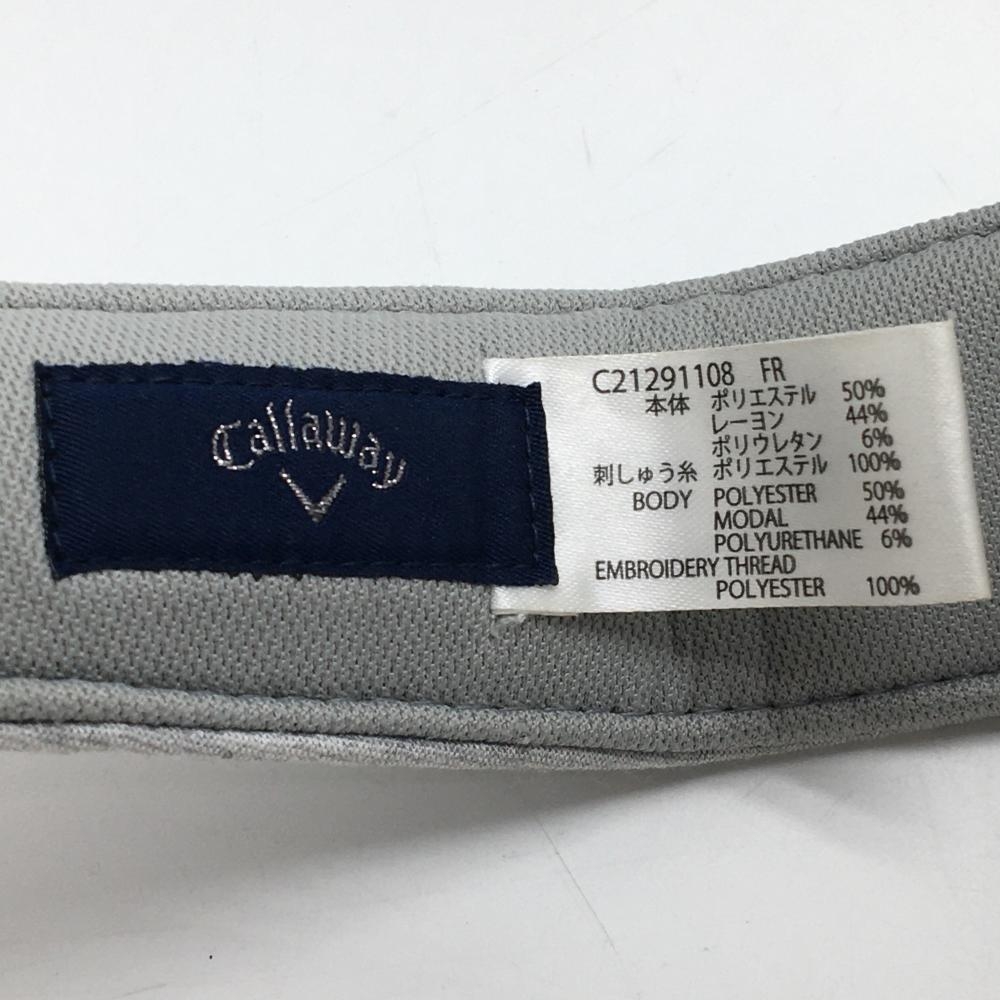 Callaway
C21291108 FR
本体 ポリエステル 50%
レーヨン 44%
ポリウレタン 6%
刺しゅう糸 ポリエステル 100%
BODY POLYESTER 50%
MODAL 44%
POLYURETHANE 6%
EMBROIDERY THREAD
POLYESTER 100%